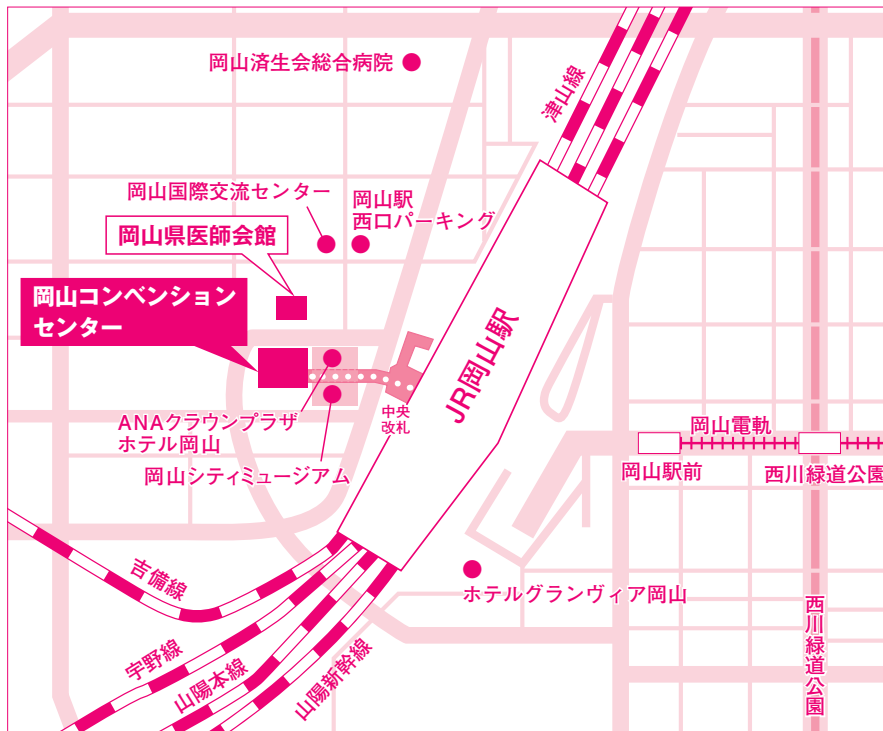 岡山済生会総合病院
津山線
岡山国際交流センター
岡山駅
西口パーキング
岡山県医師会館
岡山コンベンション
センター
JR岡山駅
中央
改札
ANAクラウンプラザ
ホテル岡山
岡山シティミュージアム
岡山電軌
岡山駅前
西川緑道公園
吉備線
ホテルグランヴィア岡山
宇野線
山陽本線
山陽新幹線
西川緑道公園